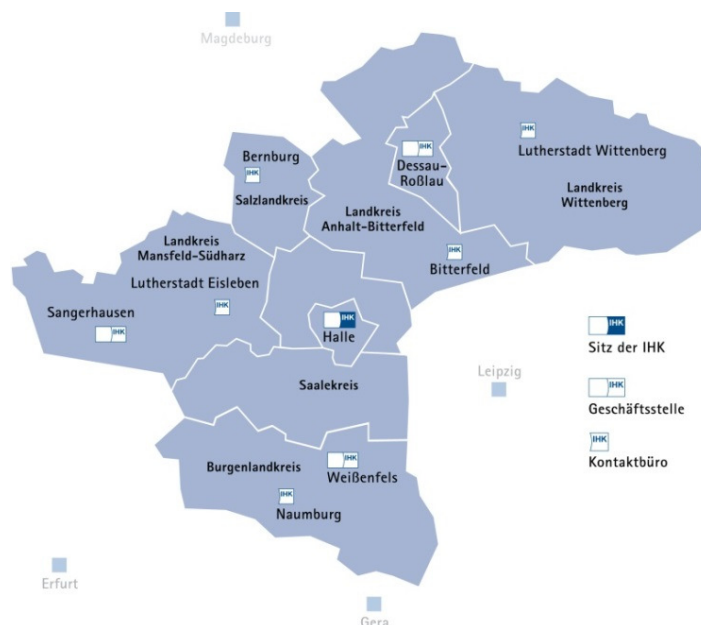 Magdeburg
IHK
Bernburg
IHK
Salzlandkreis
IHK
Dessau-
Roßlau
IHK
Lutherstadt Wittenberg
Landkreis
Wittenberg
Landkreis
Anhalt-Bitterfeld
IHK
Bitterfeld
Landkreis
Mansfeld-Südharz
Lutherstadt Eisleben
IHK
Sangerhausen
IHK
IHK
Halle
Saalekreis
Leipzig
Burgenlandkreis
IHK
Weißenfels
IHK
Naumburg
Erfurt
Gera
IHK
Sitz der IHK
IHK
Geschäftsstelle
IHK
Kontaktbüro